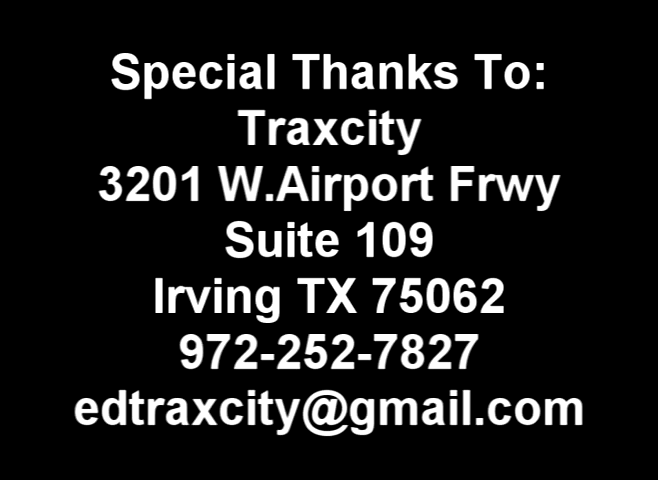 Special Thanks To:
Traxcity
3201 W.Airport Frwy
Suite 109
Irving TX 75062
972-252-7827
edtraxcity@gmail.com